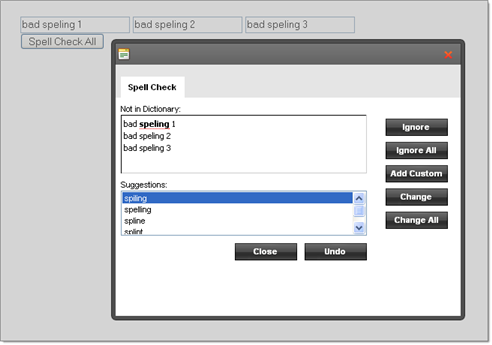 bad speling 1 bad speling 2 bad speling 3
Spell Check All
Spell Check
Not in Dictionary:
bad speling 1
bad speling 2
bad speling 3
Ignore
Ignore All
Add Custom
Change
Change All
Suggestions:
spiling
spelling
spline
splint
Close Undo